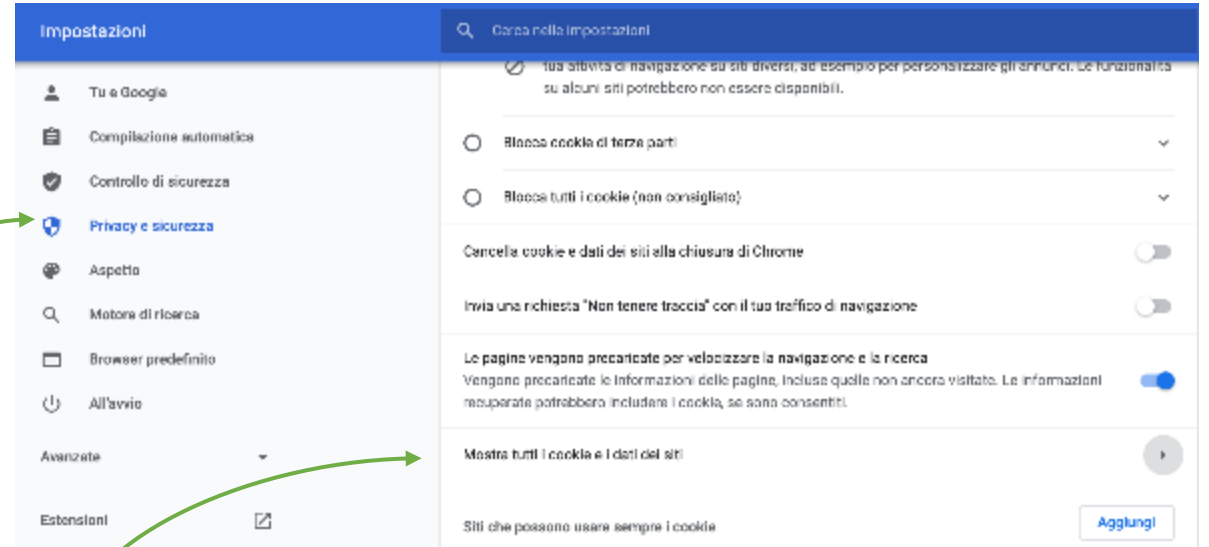 Impostazioni
Cerca nelle impostazioni
tua attività di navigazione su siti diversi, ad esempio per personalizzare gli annunci. Le funzionalità
su alcuni siti potrebbero non essere disponibili.
Tu e Google
Compilazione automatica
Controllo di sicurezza
Privacy e sicurezza
Aspetto
Motore di ricerca
Browser predefinito
All'avvio
Avanzate
Estensioni
Blocca cookie di terze parti
Blocca tutti i cookie (non consigliato)
Cancella cookie e dati dei siti alla chiusura di Chrome
Invia una richiesta "Non tenere traccia" con il tuo traffico di navigazione
Le pagine vengono precaricate per velocizzare la navigazione e la ricerca
Vengono precaricate le informazioni delle pagine, incluse quelle non ancora visitate. Le informazioni
recuperate potrebbero includere i cookie, se sono consentiti.
Mostra tutti i cookie e i dati dei siti
Siti che possono usare sempre i cookie
Aggiungi